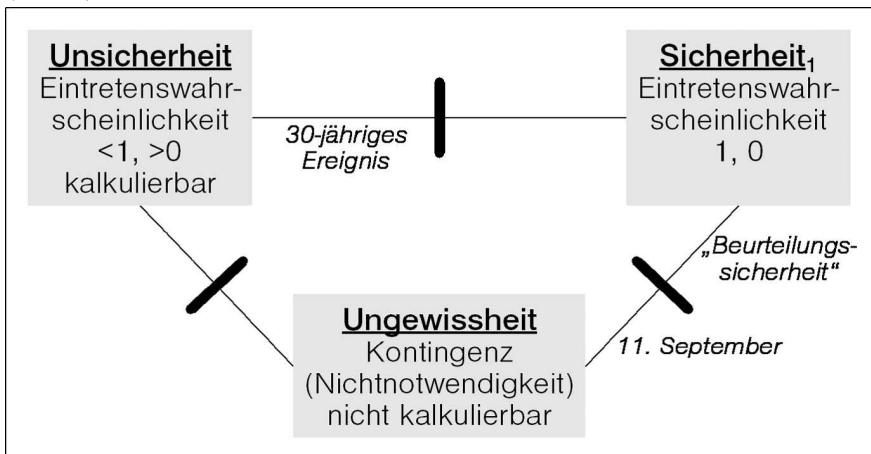 Unsicherheit
Eintretenswahr-
scheinlichkeit
<1, >0
kalkulierbar
30-jähriges
Ereignis
Sicherheit₁
Eintretenswahr-
scheinlichkeit
1, 0
„Beurteilungs-
sicherheit“
Ungewissheit
Kontingenz
(Nichtnotwendigkeit)
nicht kalkulierbar
11. September